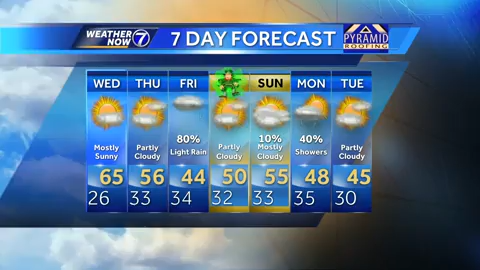 WEATHER NOW 7
7 DAY FORECAST
PYRAMID
ROOFING
WED THU FRI SUN MON TUE
80% 10% 40%
Mostly Sunny
Partly Cloudy
Light Rain
Partly Cloudy
Mostly Cloudy
Showers
Partly Cloudy
65 56 44 50 55 48 45
26 33 34 32 33 35 30